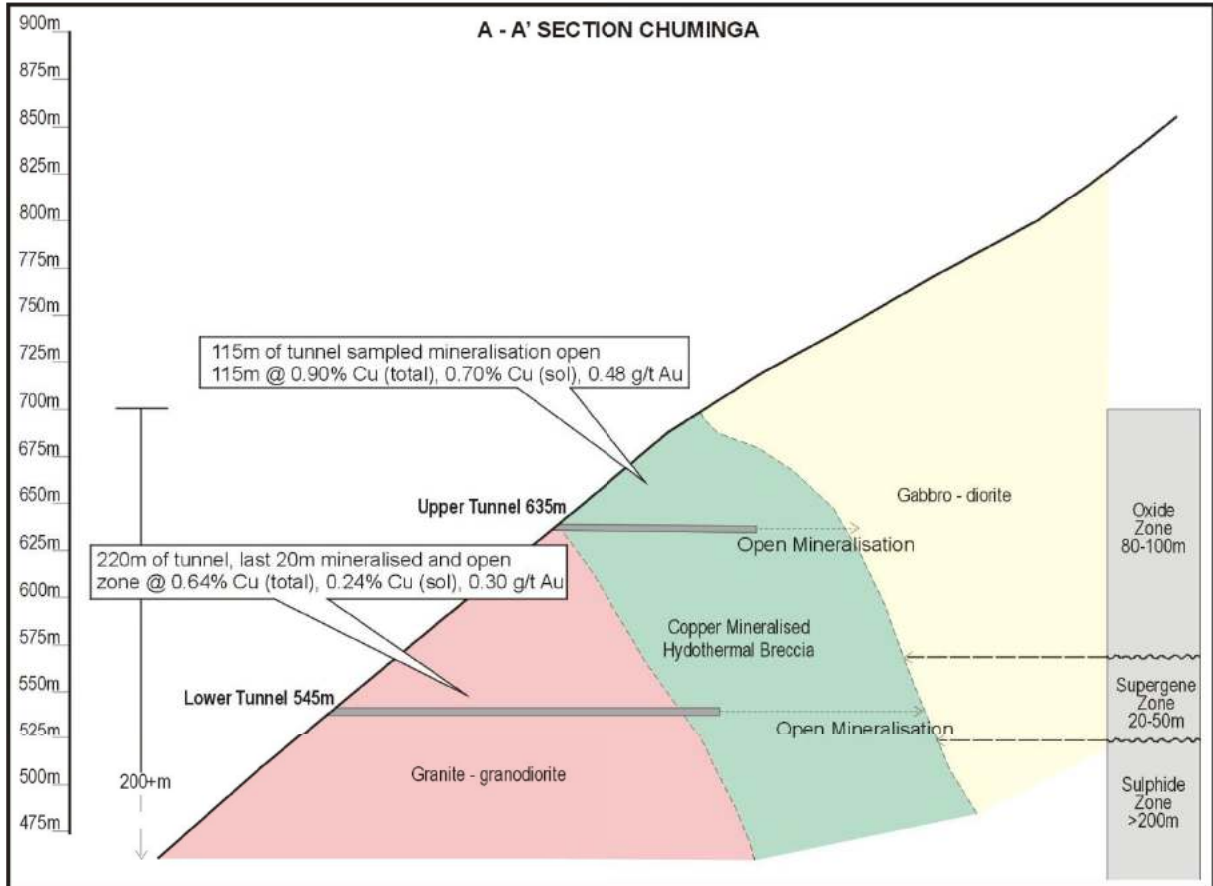 A - A' SECTION CHUMINGA
900m
875m
850m
825m
800m
775m
750m
725m
700m
675m
650m
625m
600m
575m
550m
525m
500m
475m
115m of tunnel sampled mineralisation open
115m @ 0.90% Cu (total), 0.70% Cu (sol), 0.48 g/t Au
Upper Tunnel 635m
220m of tunnel, last 20m mineralised and open
zone @ 0.64% Cu (total), 0.24% Cu (sol), 0.30 g/t Au
Lower Tunnel 545m
200+m
Granite - granodiorite
Copper Mineralised
Hydothermal Breccia
Open Mineralisation
Open Mineralisation
Gabbro - diorite
Oxide
Zone
80-100m
Supergene
Zone
20-50m
Sulphide
Zone
>200m